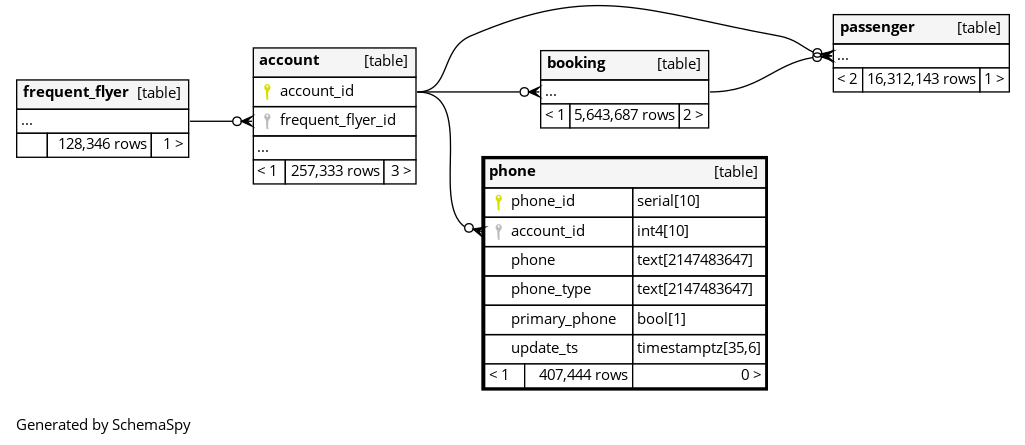 frequent_flyer [table]
...
128,346 rows 1 >
account [table]
account_id
frequent_flyer_id
...
< 1 257,333 rows 3 >
booking [table]
...
< 1 5,643,687 rows 2 >
passenger [table]
...
< 2 16,312,143 rows 1 >
phone [table]
phone_id serial[10]
account_id int4[10]
phone text[2147483647]
phone_type text[2147483647]
primary_phone bool[1]
update_ts timestamptz[35,6]
< 1 407,444 rows 0 >
Generated by SchemaSpy